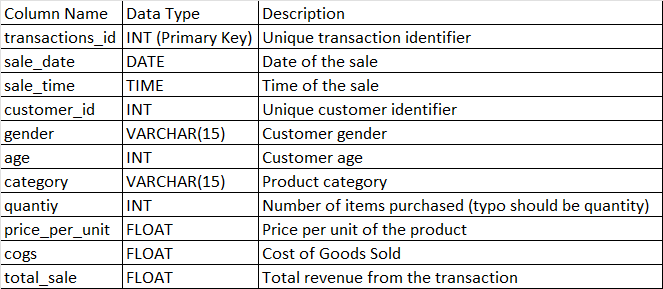 Column Name Data Type Description
transactions_id INT (Primary Key) Unique transaction identifier
sale_date DATE Date of the sale
sale_time TIME Time of the sale
customer_id INT Unique customer identifier
gender VARCHAR(15) Customer gender
age INT Customer age
category VARCHAR(15) Product category
quantiy INT Number of items purchased (typo should be quantity)
price_per_unit FLOAT Price per unit of the product
cogs FLOAT Cost of Goods Sold
total_sale FLOAT Total revenue from the transaction